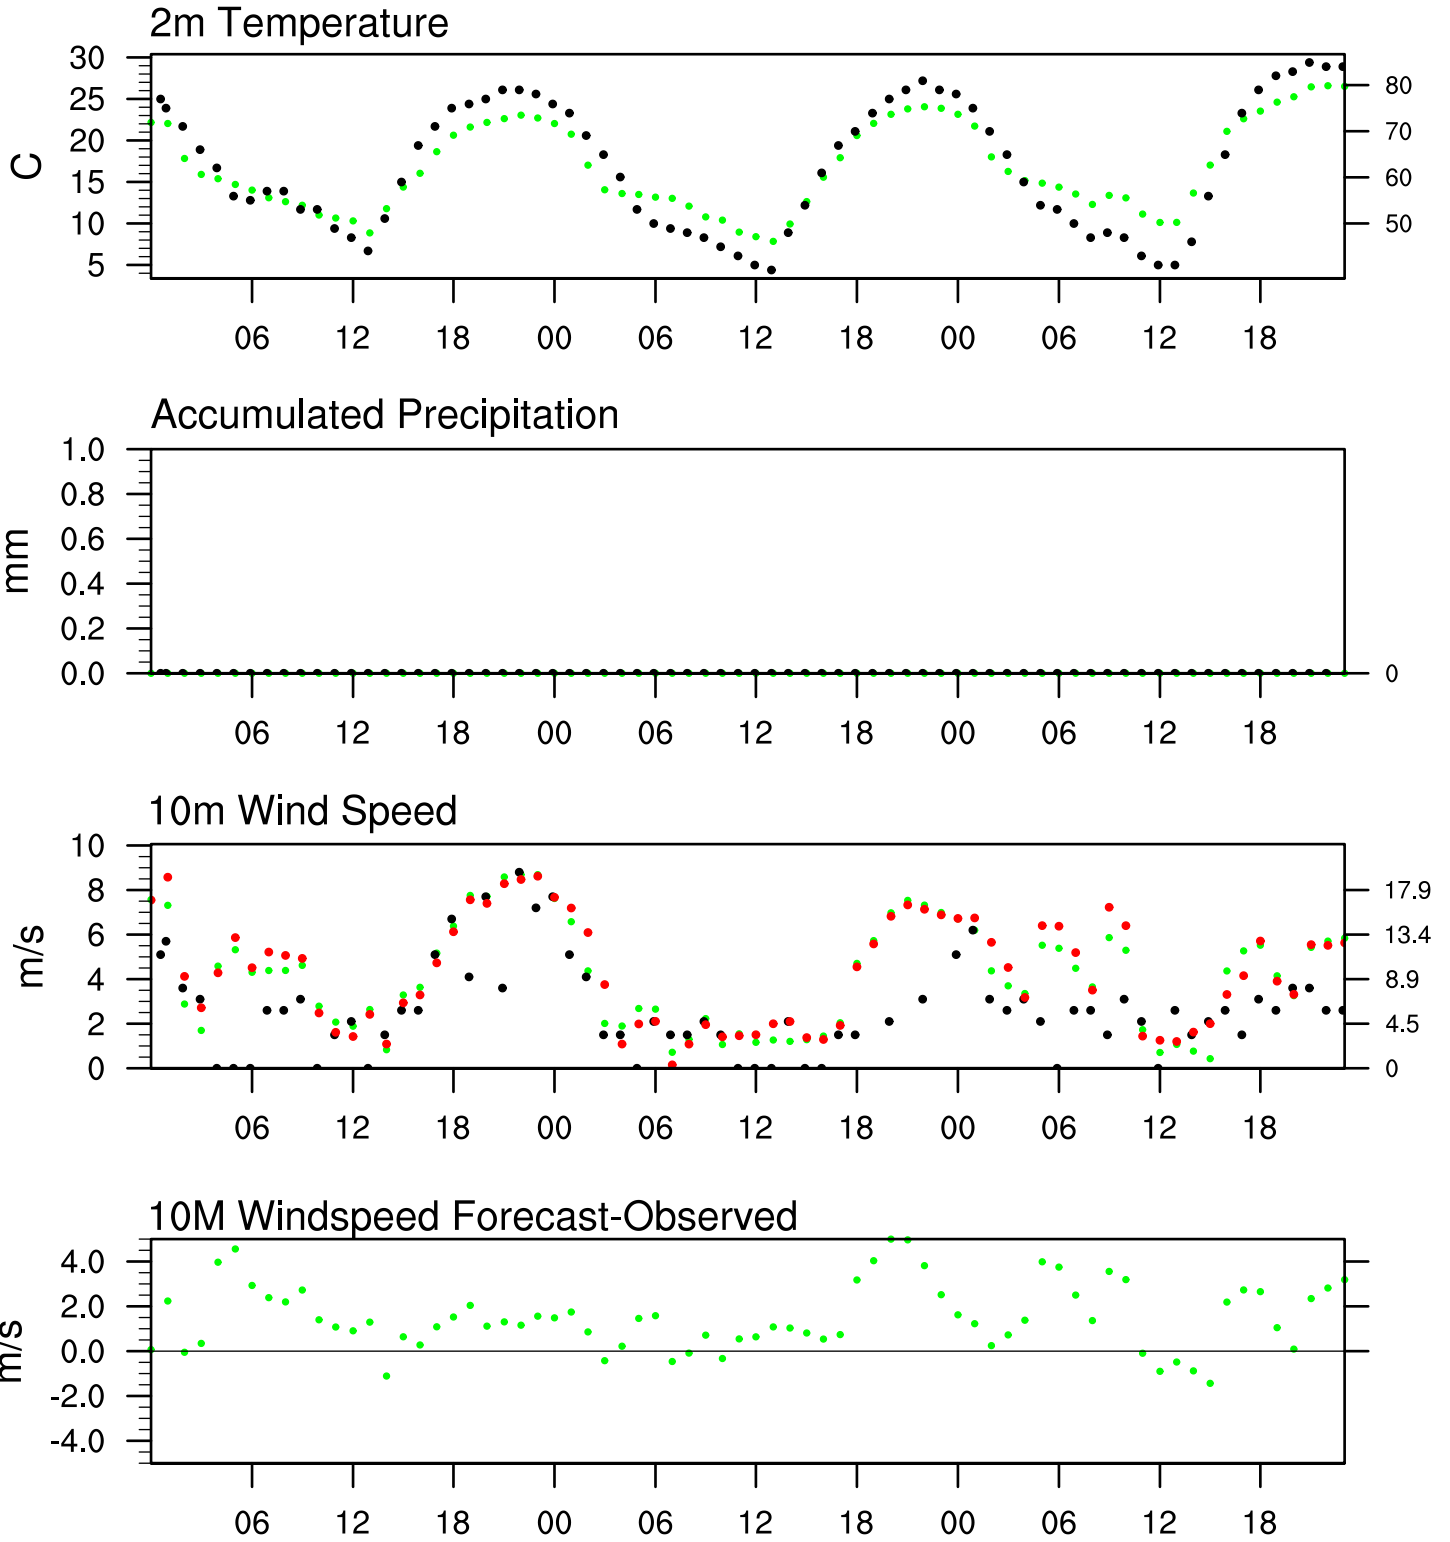 2m Temperature
30
25
20
15
10
5
C
80
70
60
50
06 12 18 00 06 12 18 00 06 12 18
Accumulated Precipitation
1.0
0.8
0.6
0.4
0.2
0.0
mm
0
06 12 18 00 06 12 18 00 06 12 18
10m Wind Speed
10
8
6
4
2
0
m/s
17.9
13.4
8.9
4.5
0
06 12 18 00 06 12 18 00 06 12 18
10M Windspeed Forecast-Observed
4.0
2.0
0.0
-2.0
-4.0
m/s
06 12 18 00 06 12 18 00 06 12 18